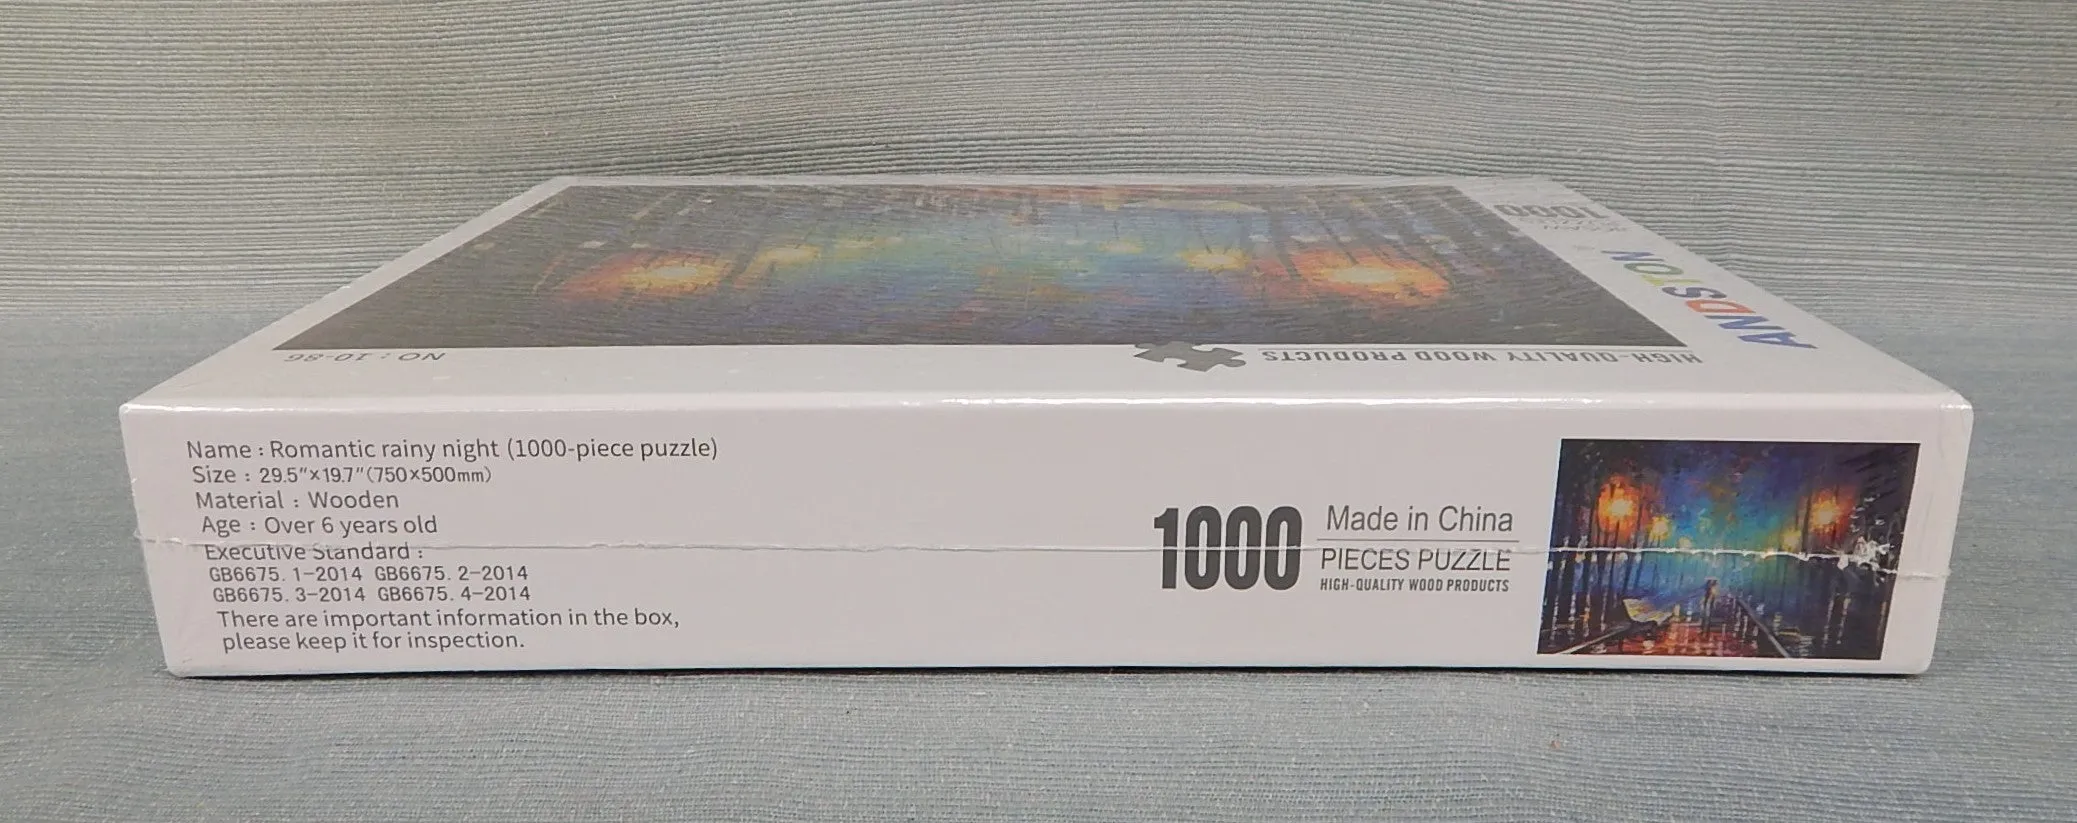 1000
JIGSAW
ANDSTON
HIGH-QUALITY WOOD PRODUCTS
NO : 10-86
Name : Romantic rainy night (1000-piece puzzle)
Size : 29.5"×19.7"(750×500mm)
Material : Wooden
Age : Over 6 years old
Executive Standard :
GB6675. 1-2014 GB6675. 2-2014
GB6675. 3-2014 GB6675. 4-2014
There are important information in the box,
please keep it for inspection.
1000
Made in China
PIECES PUZZLE
HIGH-QUALITY WOOD PRODUCTS